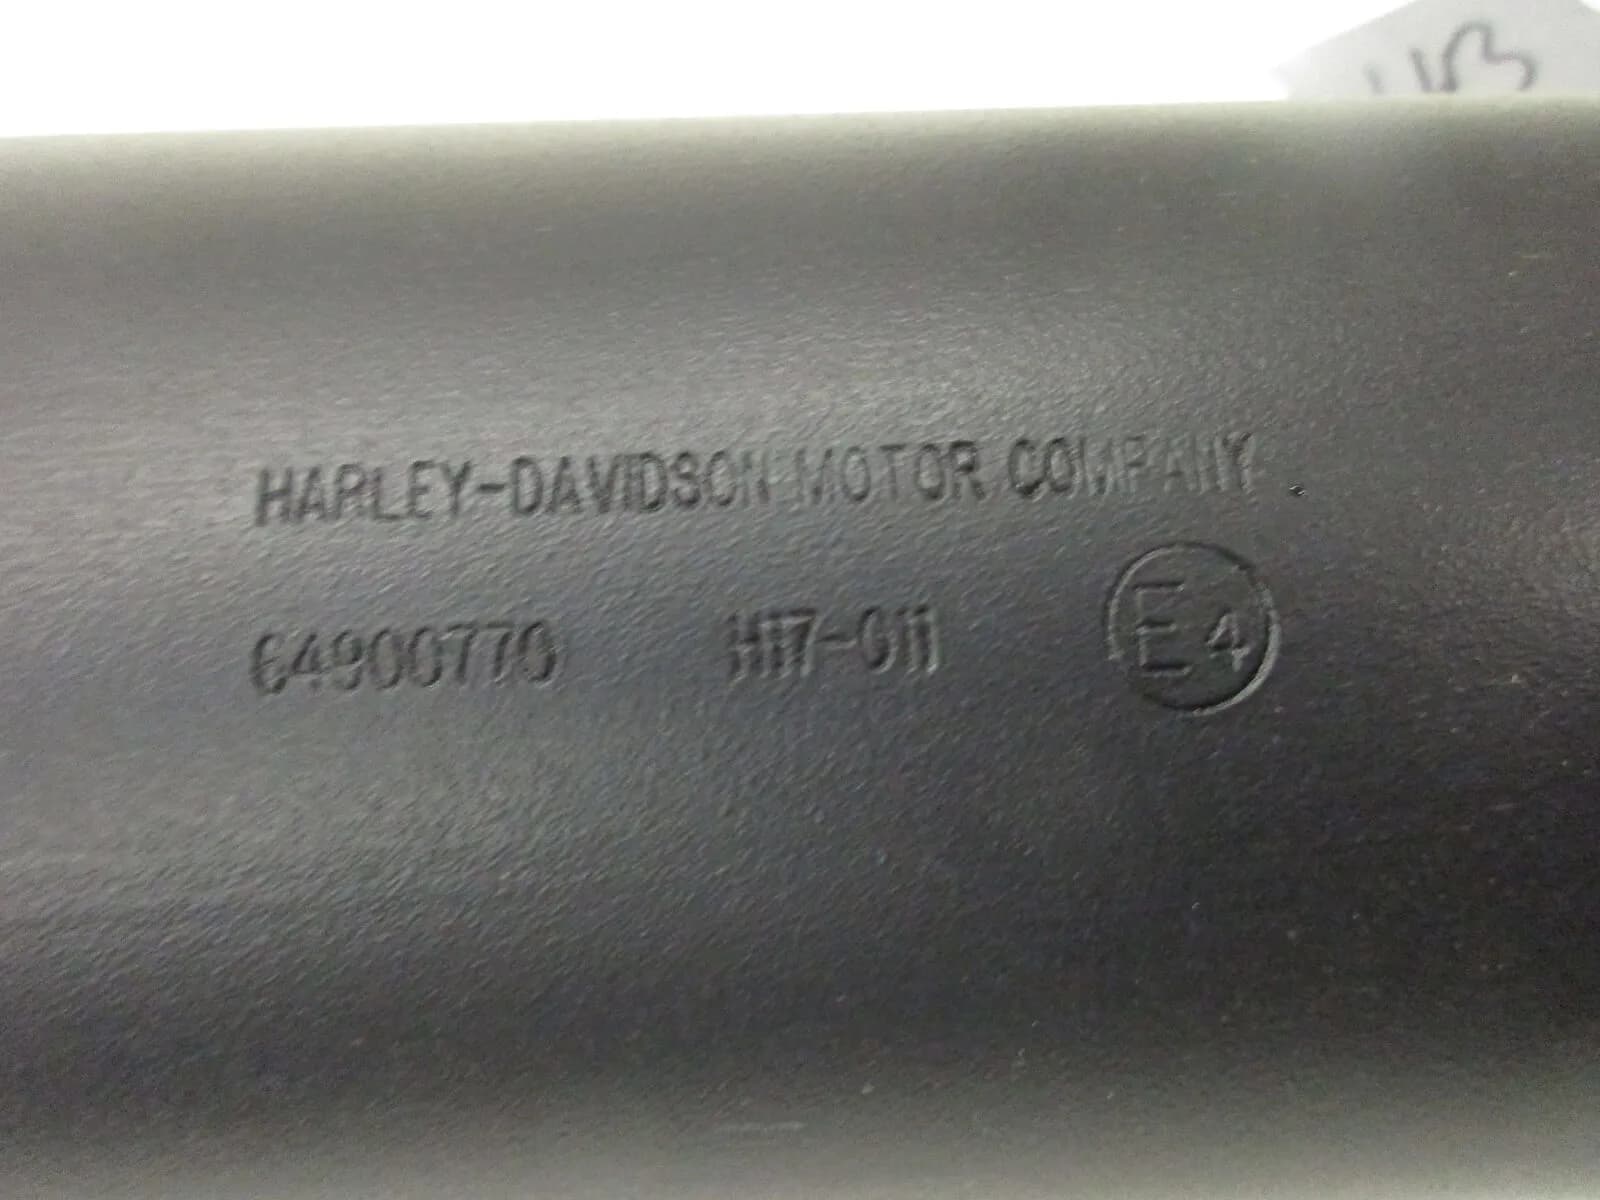 HARLEY-DAVIDSON MOTOR COMPANY
64900770 H17-011 E4